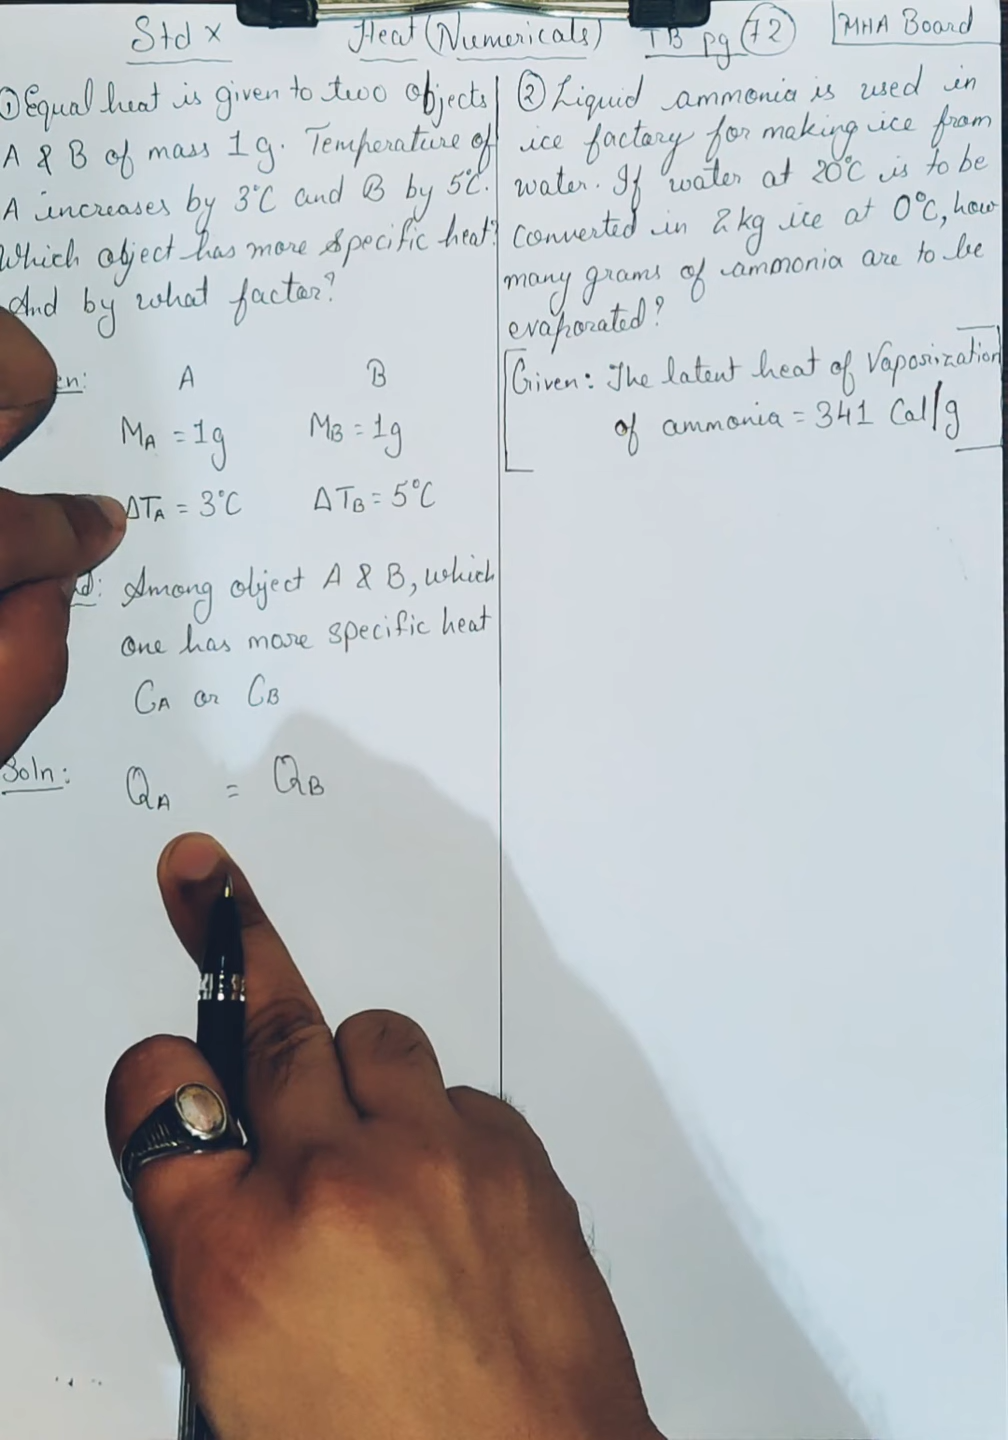 Std X
Heat (Numericals)
TB pg 72
MHA Board
① Equal heat is given to two objects
A & B of mass 1g. Temperature of
A increases by 3°C and B by 5°C.
Which object has more specific heat?
And by what factor?
en:
A B
MA = 1g MB = 1g
ΔTA = 3°C ΔTB = 5°C
d: Among object A & B, which
one has more specific heat
CA or CB
Soln: QA = QB
② Liquid ammonia is used in
ice factory for making ice from
water. If water at 20°C is to be
converted in 2 kg ice at 0°C, how
many grams of ammonia are to be
evaporated?
Given: The latent heat of Vaporization
of ammonia = 341 Cal/g